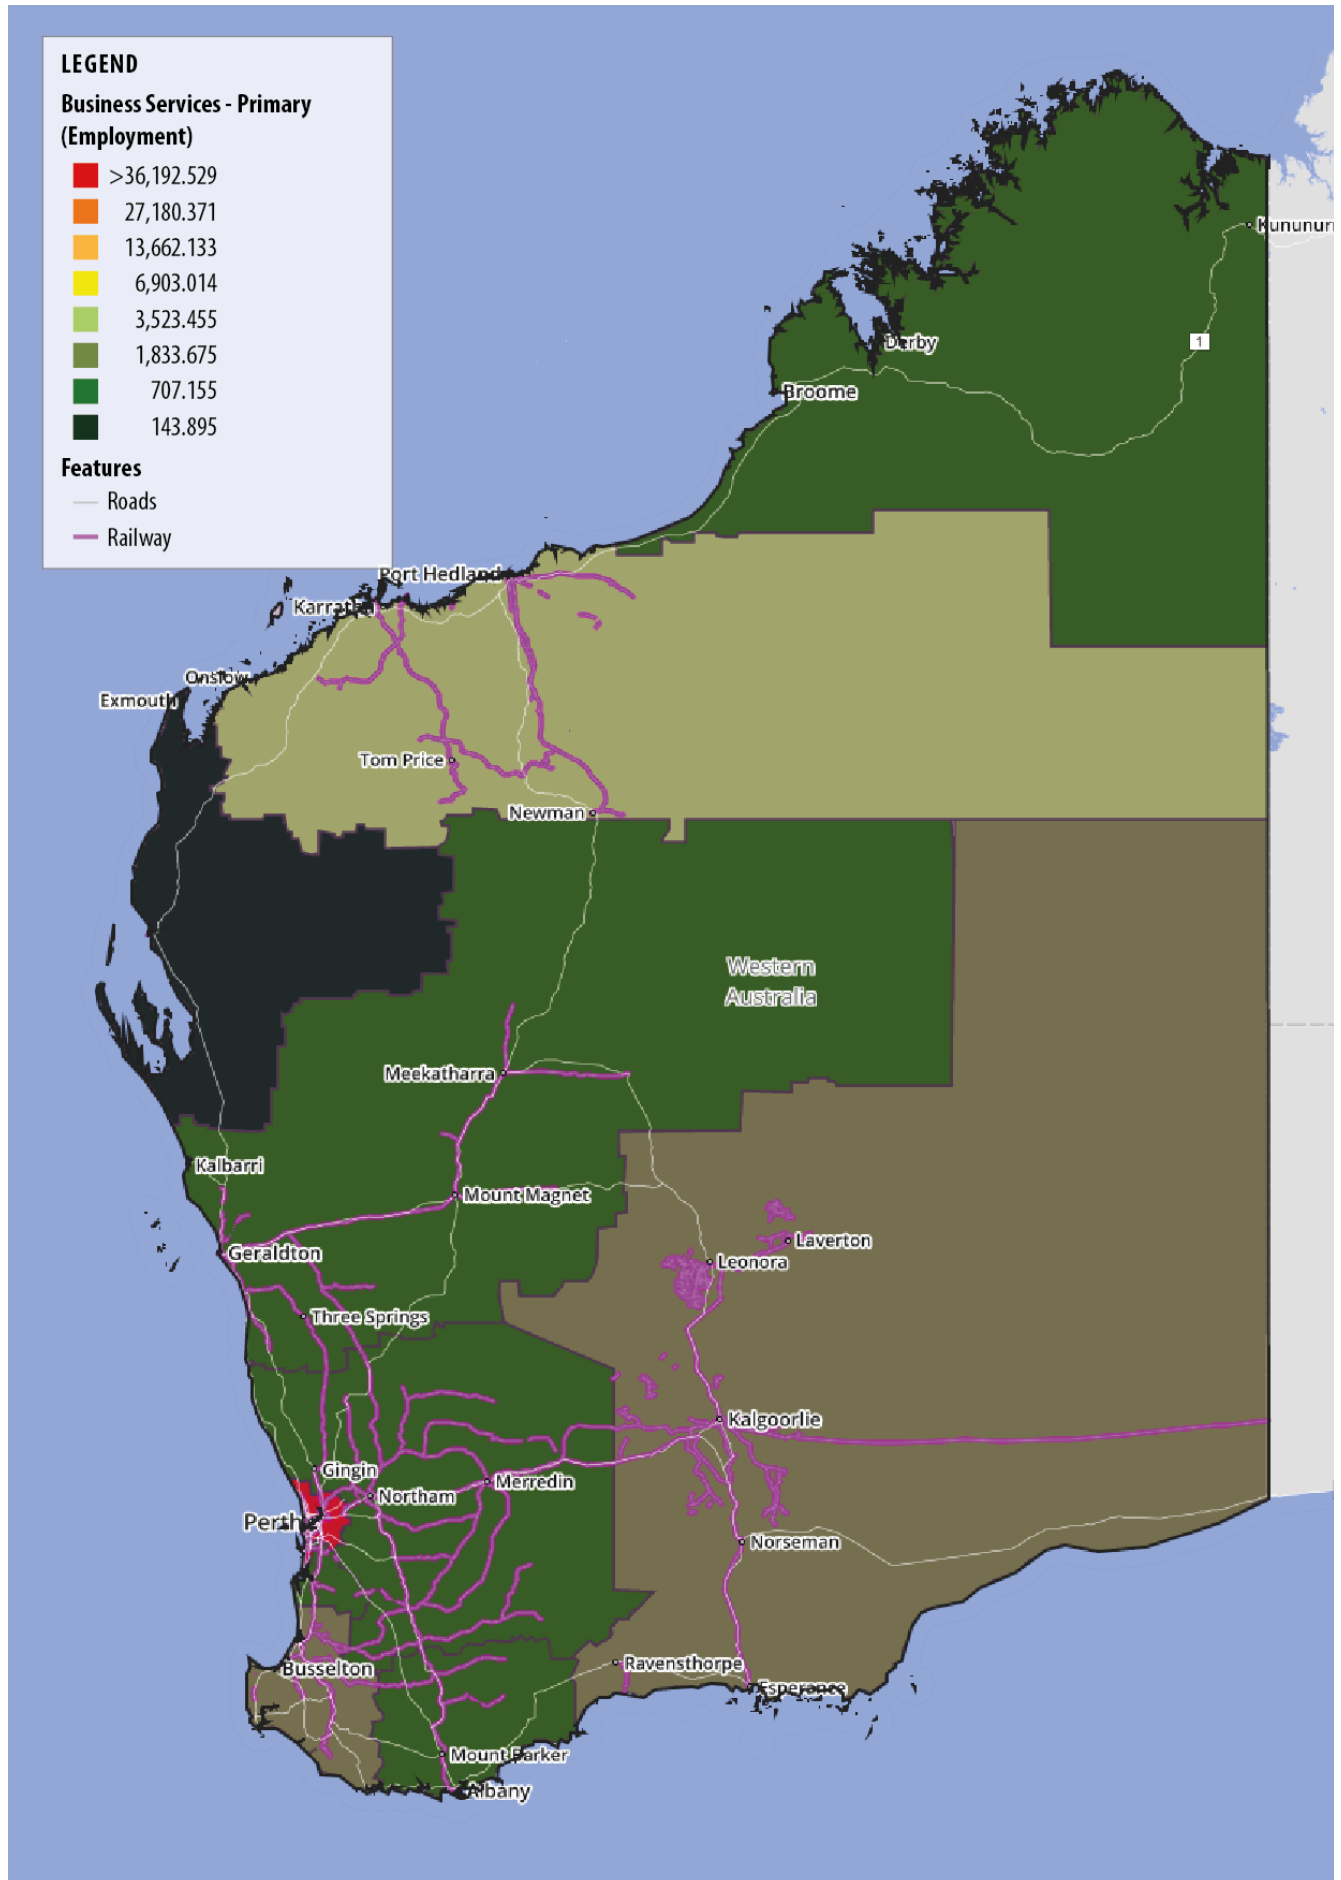 LEGEND
Business Services - Primary
(Employment)
>36,192.529
27,180.371
13,662.133
6,903.014
3,523.455
1,833.675
707.155
143.895
Features
Roads
Railway
Kununurr
1
Derby
Broome
Port Hedland
Karratha
Onslow
Exmouth
Tom Price
Newman
Western
Australia
Meekatharra
Kalbarri
Mount Magnet
Laverton
Geraldton
Leonora
Three Springs
Kalgoorlie
Gingin
Merredin
Northam
Perth
Norseman
Ravensthorpe
Busselton
Esperance
Mount Barker
Albany